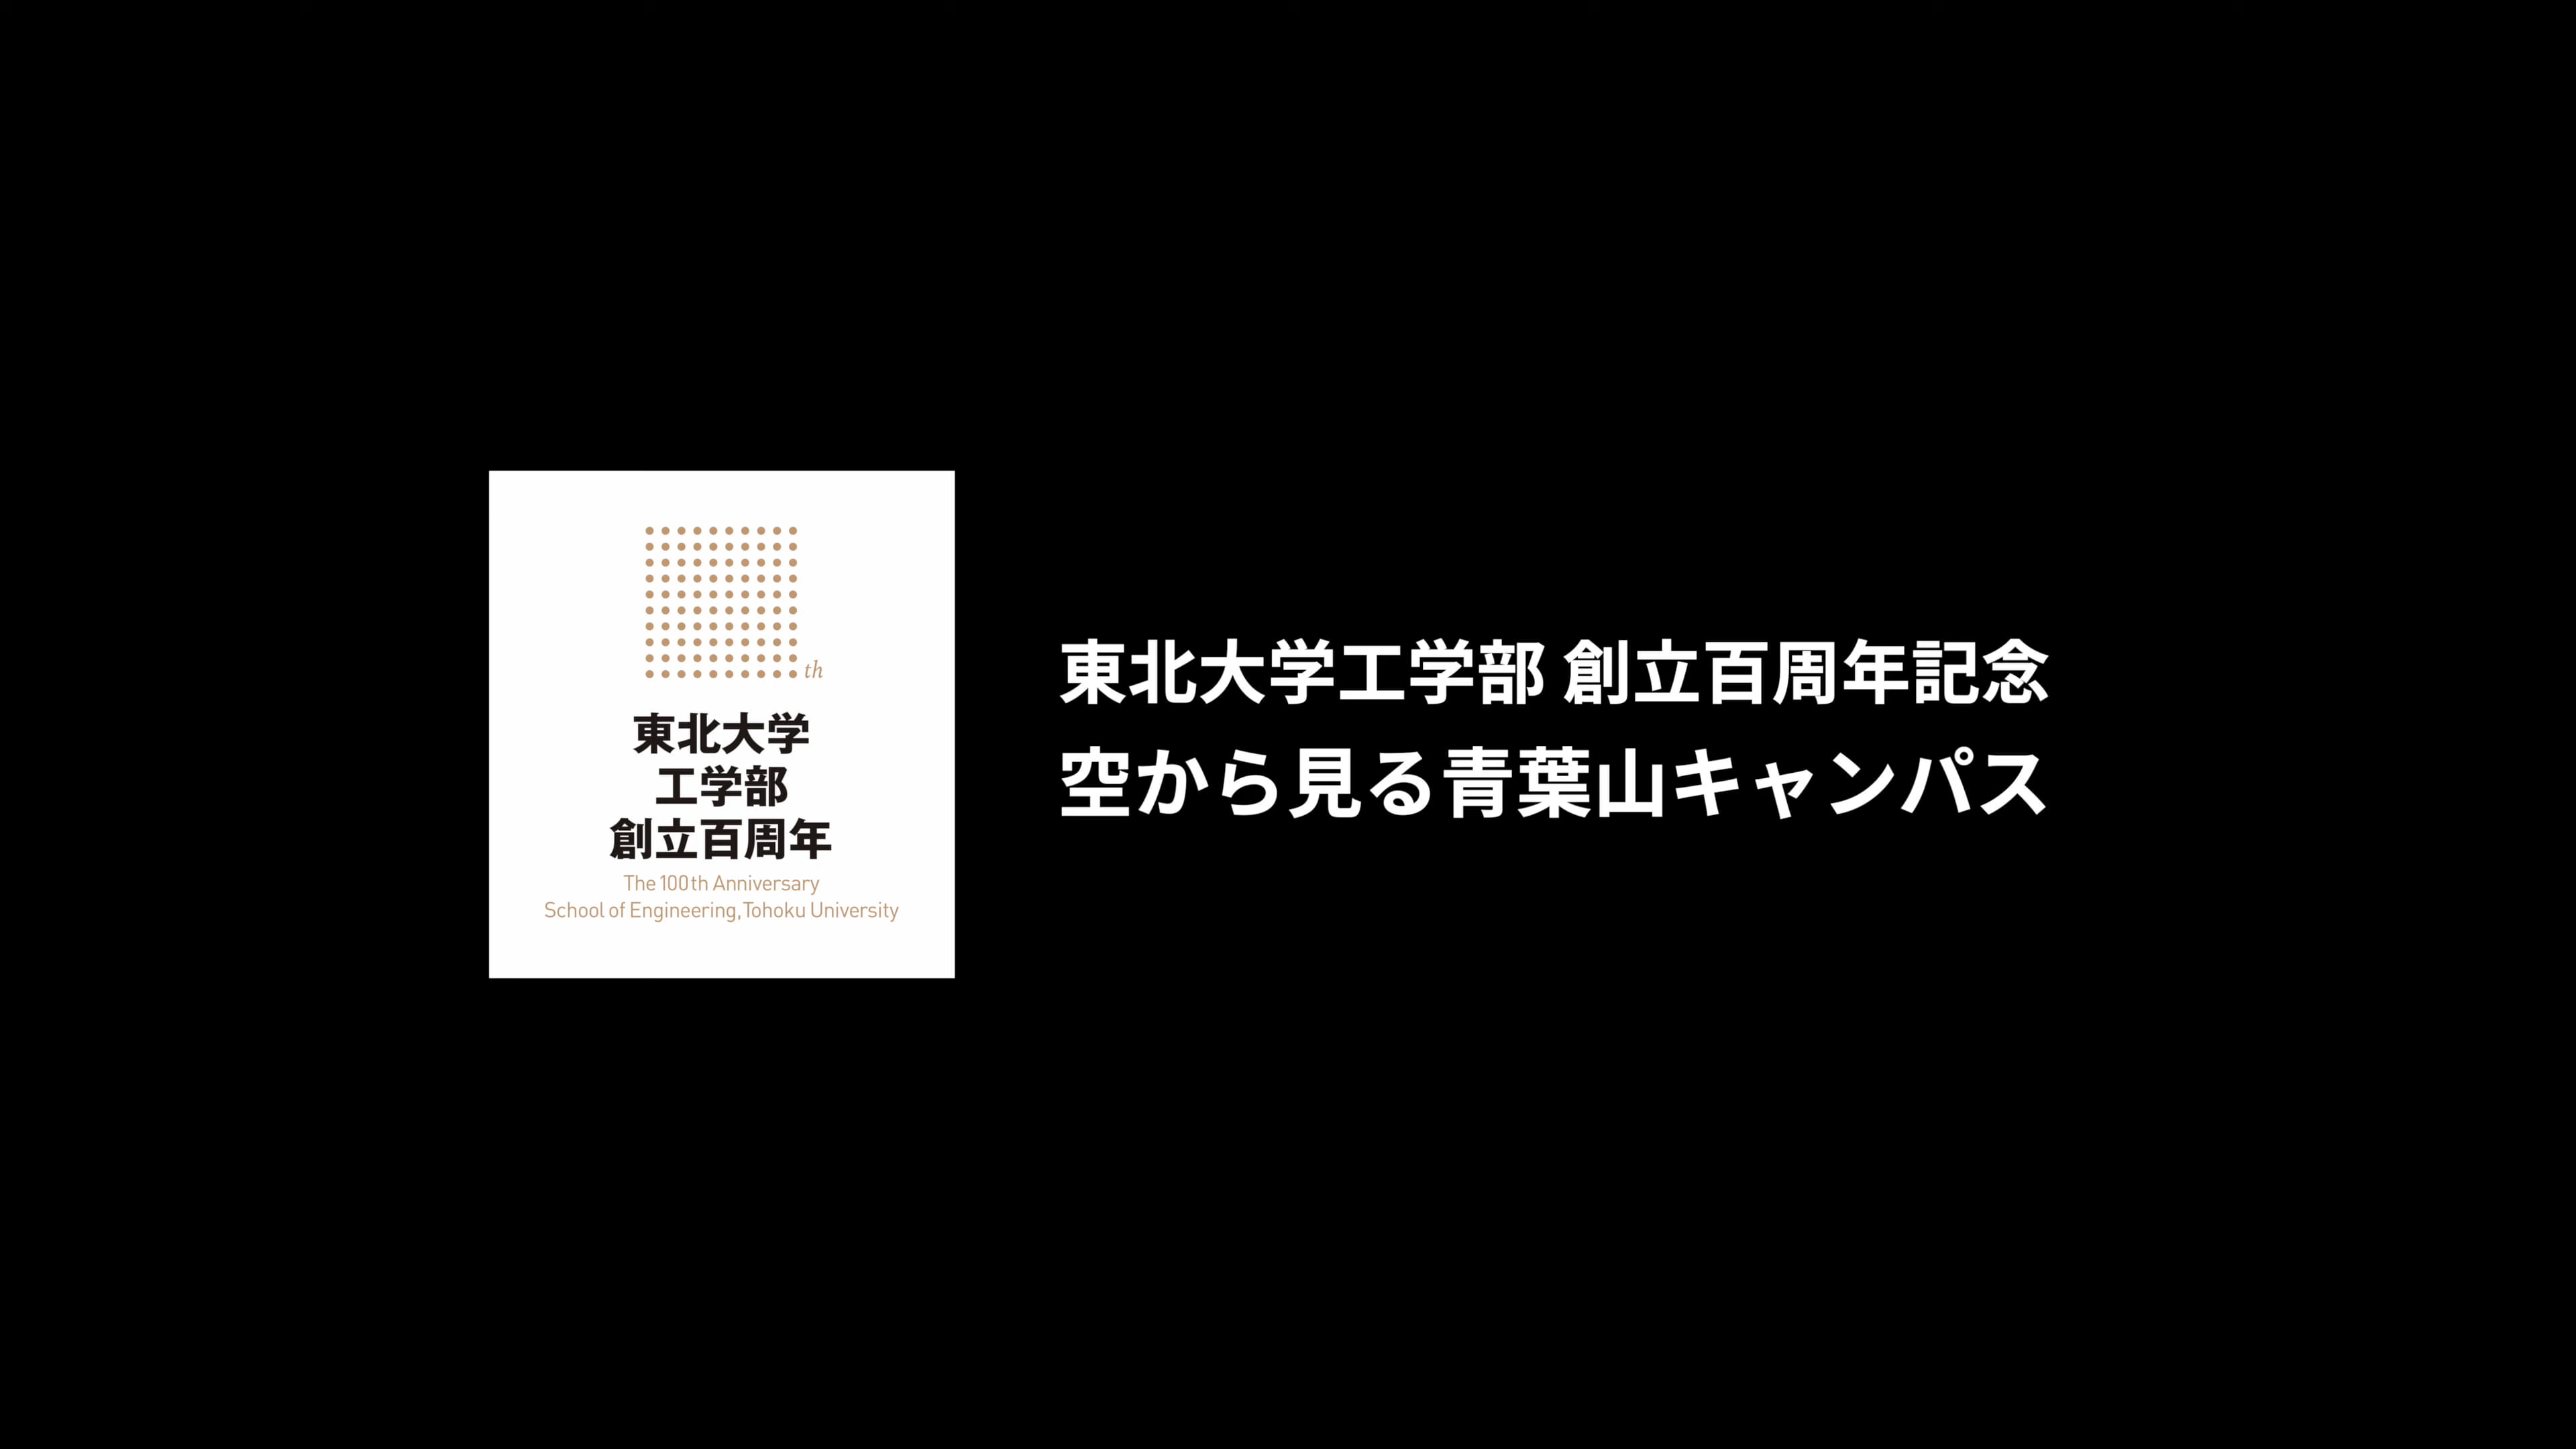 th
東北大学
工学部
創立百周年
The 100th Anniversary
School of Engineering, Tohoku University
東北大学工学部 創立百周年記念
空から見る青葉山キャンパス